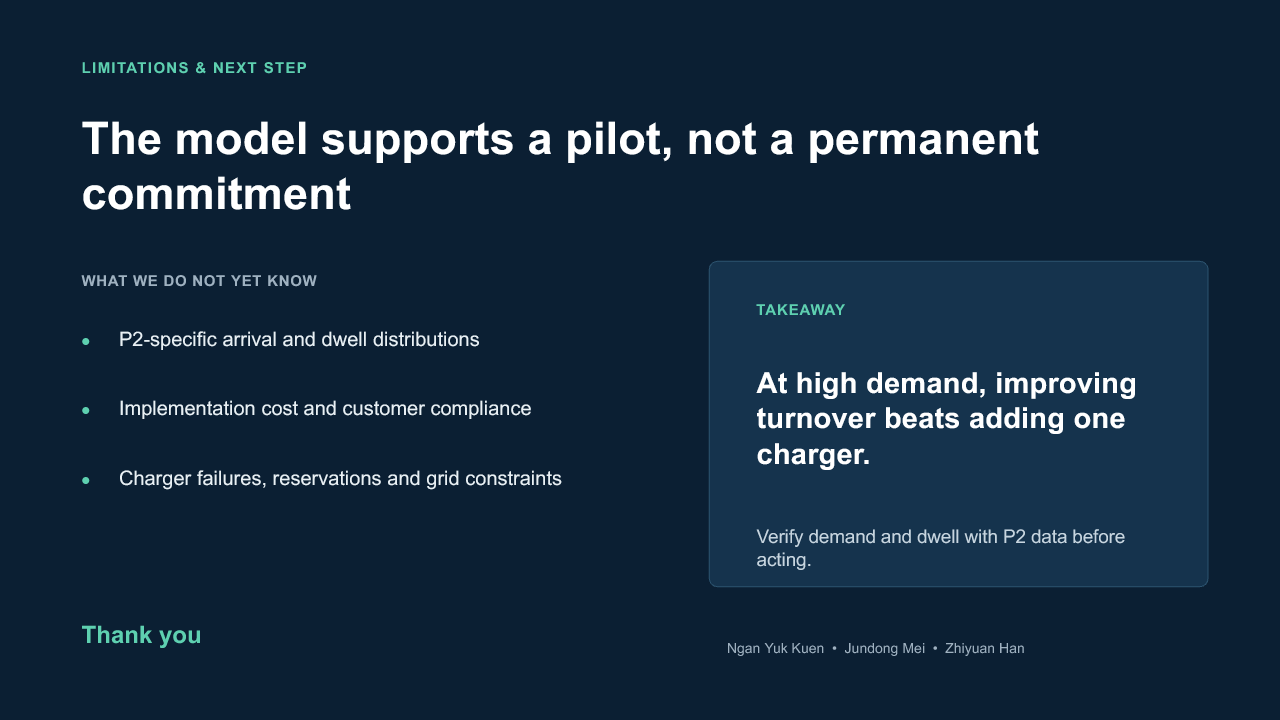 LIMITATIONS & NEXT STEP
The model supports a pilot, not a permanent
commitment
WHAT WE DO NOT YET KNOW
• P2-specific arrival and dwell distributions
• Implementation cost and customer compliance
• Charger failures, reservations and grid constraints
TAKEAWAY
At high demand, improving
turnover beats adding one
charger.
Verify demand and dwell with P2 data before
acting.
Thank you
Ngan Yuk Kuen • Jundong Mei • Zhiyuan Han